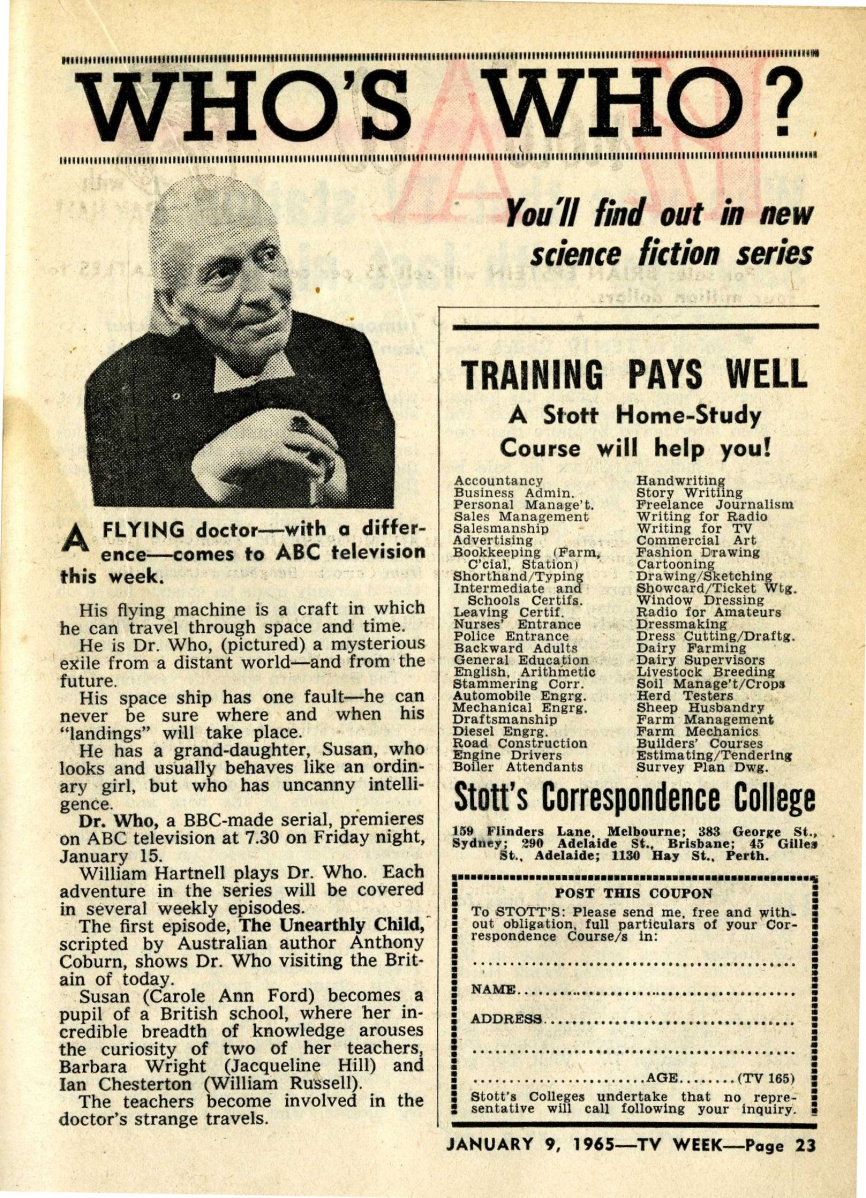 WHO'S WHO?
You'll find out in new
science fiction series
A FLYING doctor—with a differ-
ence—comes to ABC television
this week.
His flying machine is a craft in which
he can travel through space and time.
He is Dr. Who, (pictured) a mysterious
exile from a distant world—and from the
future.
His space ship has one fault—he can
never be sure where and when his
"landings" will take place.
He has a grand-daughter, Susan, who
looks and usually behaves like an ordin-
ary girl, but who has uncanny intelli-
gence.
Dr. Who, a BBC-made serial, premieres
on ABC television at 7.30 on Friday night,
January 15.
William Hartnell plays Dr. Who. Each
adventure in the series will be covered
in several weekly episodes.
The first episode, The Unearthly Child,
scripted by Australian author Anthony
Coburn, shows Dr. Who visiting the Brit-
ain of today.
Susan (Carole Ann Ford) becomes a
pupil of a British school, where her in-
credible breadth of knowledge arouses
the curiosity of two of her teachers,
Barbara Wright (Jacqueline Hill) and
Ian Chesterton (William Russell).
The teachers become involved in the
doctor's strange travels.
TRAINING PAYS WELL
A Stott Home-Study
Course will help you!
Accountancy
Business Admin.
Personal Manage't.
Sales Management
Salesmanship
Advertising
Bookkeeping (Farm,
C'cial, Station)
Shorthand/Typing
Intermediate and
Schools Certifs.
Leaving Certif.
Nurses' Entrance
Police Entrance
Backward Adults
General Education
English, Arithmetic
Stammering Corr.
Automobile Engrg.
Mechanical Engrg.
Draftsmanship
Diesel Engrg.
Road Construction
Engine Drivers
Boiler Attendants
Handwriting
Story Writiing
Freelance Journalism
Writing for Radio
Writing for TV
Commercial Art
Fashion Drawing
Cartooning
Drawing/Sketching
Showcard/Ticket Wtg.
Window Dressing
Radio for Amateurs
Dressmaking
Dress Cutting/Draftg.
Dairy Farming
Dairy Supervisors
Livestock Breeding
Soil Manage't/Crops
Herd Testers
Sheep Husbandry
Farm Management
Farm Mechanics
Builders' Courses
Estimating/Tendering
Survey Plan Dwg.
Stott's Correspondence College
159 Flinders Lane, Melbourne; 383 George St.,
Sydney; 290 Adelaide St., Brisbane; 45 Gilles
St., Adelaide; 1130 Hay St., Perth.
POST THIS COUPON
To STOTT'S: Please send me, free and with-
out obligation, full particulars of your Cor-
respondence Course/s in:
NAME
ADDRESS
AGE........(TV 165)
Stott's Colleges undertake that no repre-
sentative will call following your inquiry.
JANUARY 9, 1965—TV WEEK—Page 23